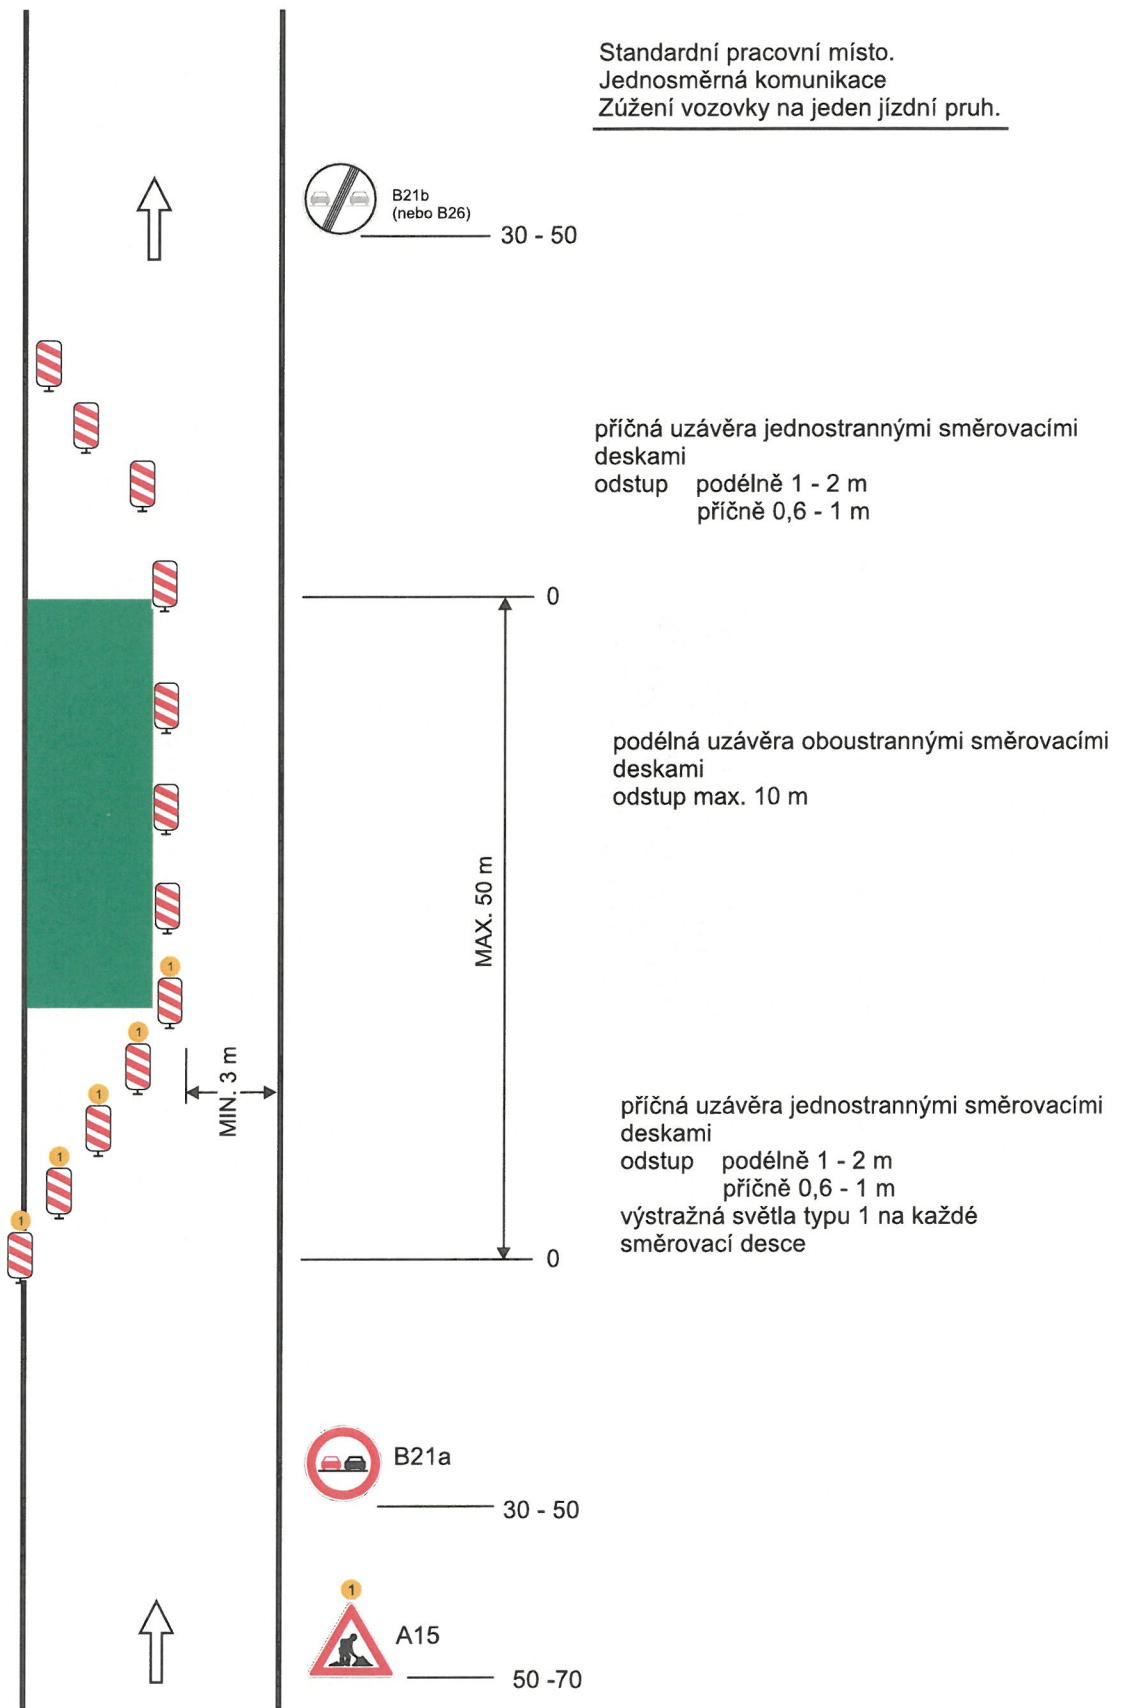 Standardní pracovní místo.
Jednosměrná komunikace
Zúžení vozovky na jeden jízdní pruh.
B21b
(nebo B26)
30 - 50
příčná uzávěra jednostrannými směrovacími
deskami
odstup podélně 1 - 2 m
příčně 0,6 - 1 m
0
podélná uzávěra oboustrannými směrovacími
deskami
odstup max. 10 m
MAX. 50 m
1
1
MIN. 3 m
1
1
1
příčná uzávěra jednostrannými směrovacími
deskami
odstup podélně 1 - 2 m
příčně 0,6 - 1 m
výstražná světla typu 1 na každé
směrovací desce
0
B21a
30 - 50
1
A15
50 -70